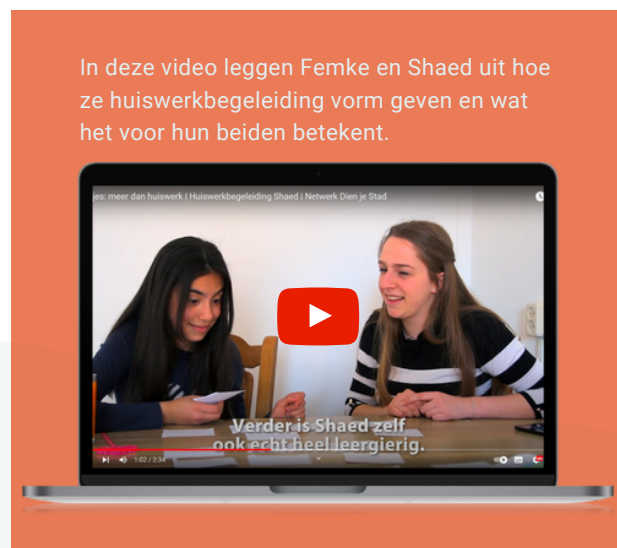 In deze video leggen Femke en Shaed uit hoe
ze huiswerkbegeleiding vorm geven en wat
het voor hun beiden betekent.
jes: meer dan huiswerk | Huiswerkbegeleiding Shaed | Netwerk Dien je Stad
Verder is Shaed zelf
ook echt heel leergierig.
1:02 / 2:34